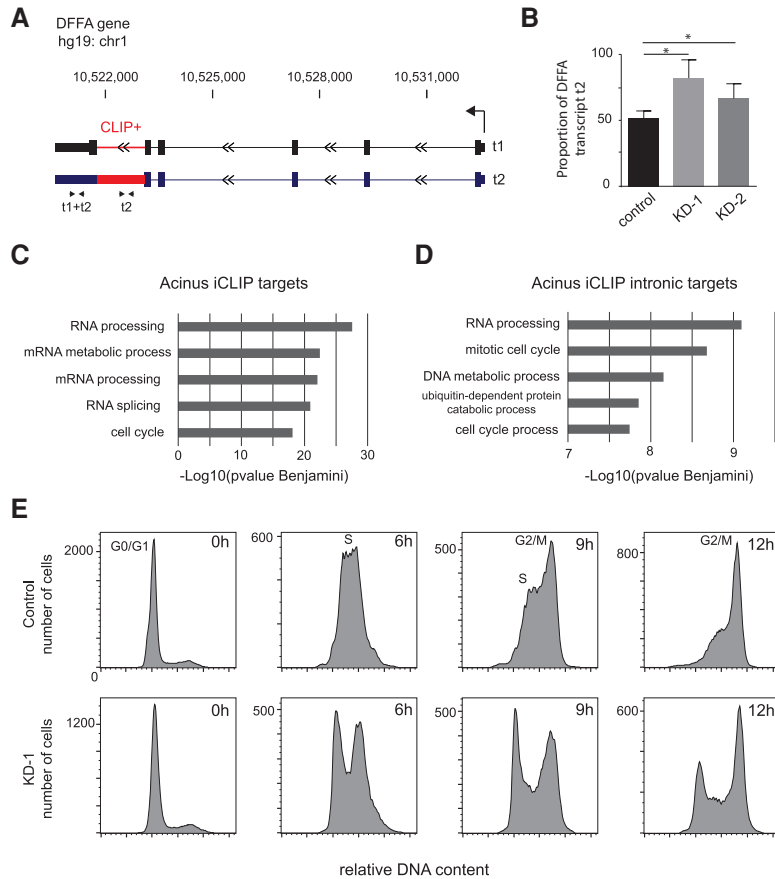 A
DFFA gene
hg19: chr1
10,522,000 10,525,000 10,528,000 10,531,000
CLIP+
t1
t2
t1+t2 t2
B
Proportion of DFFA
transcript t2
100
50
0
* *
control KD-1 KD-2
C
Acinus iCLIP targets
RNA processing
mRNA metabolic process
mRNA processing
RNA splicing
cell cycle
0 10 20 30
-Log10(pvalue Benjamini)
D
Acinus iCLIP intronic targets
RNA processing
mitotic cell cycle
DNA metabolic process
ubiquitin-dependent protein
catabolic process
cell cycle process
7 8 9
-Log10(pvalue Benjamini)
E
Control
number of cells
2000
0
G0/G1
0h
600
S
6h
500
S
G2/M
9h
800
G2/M
12h
KD-1
number of cells
1200
0h
500
6h
500
9h
600
12h
relative DNA content